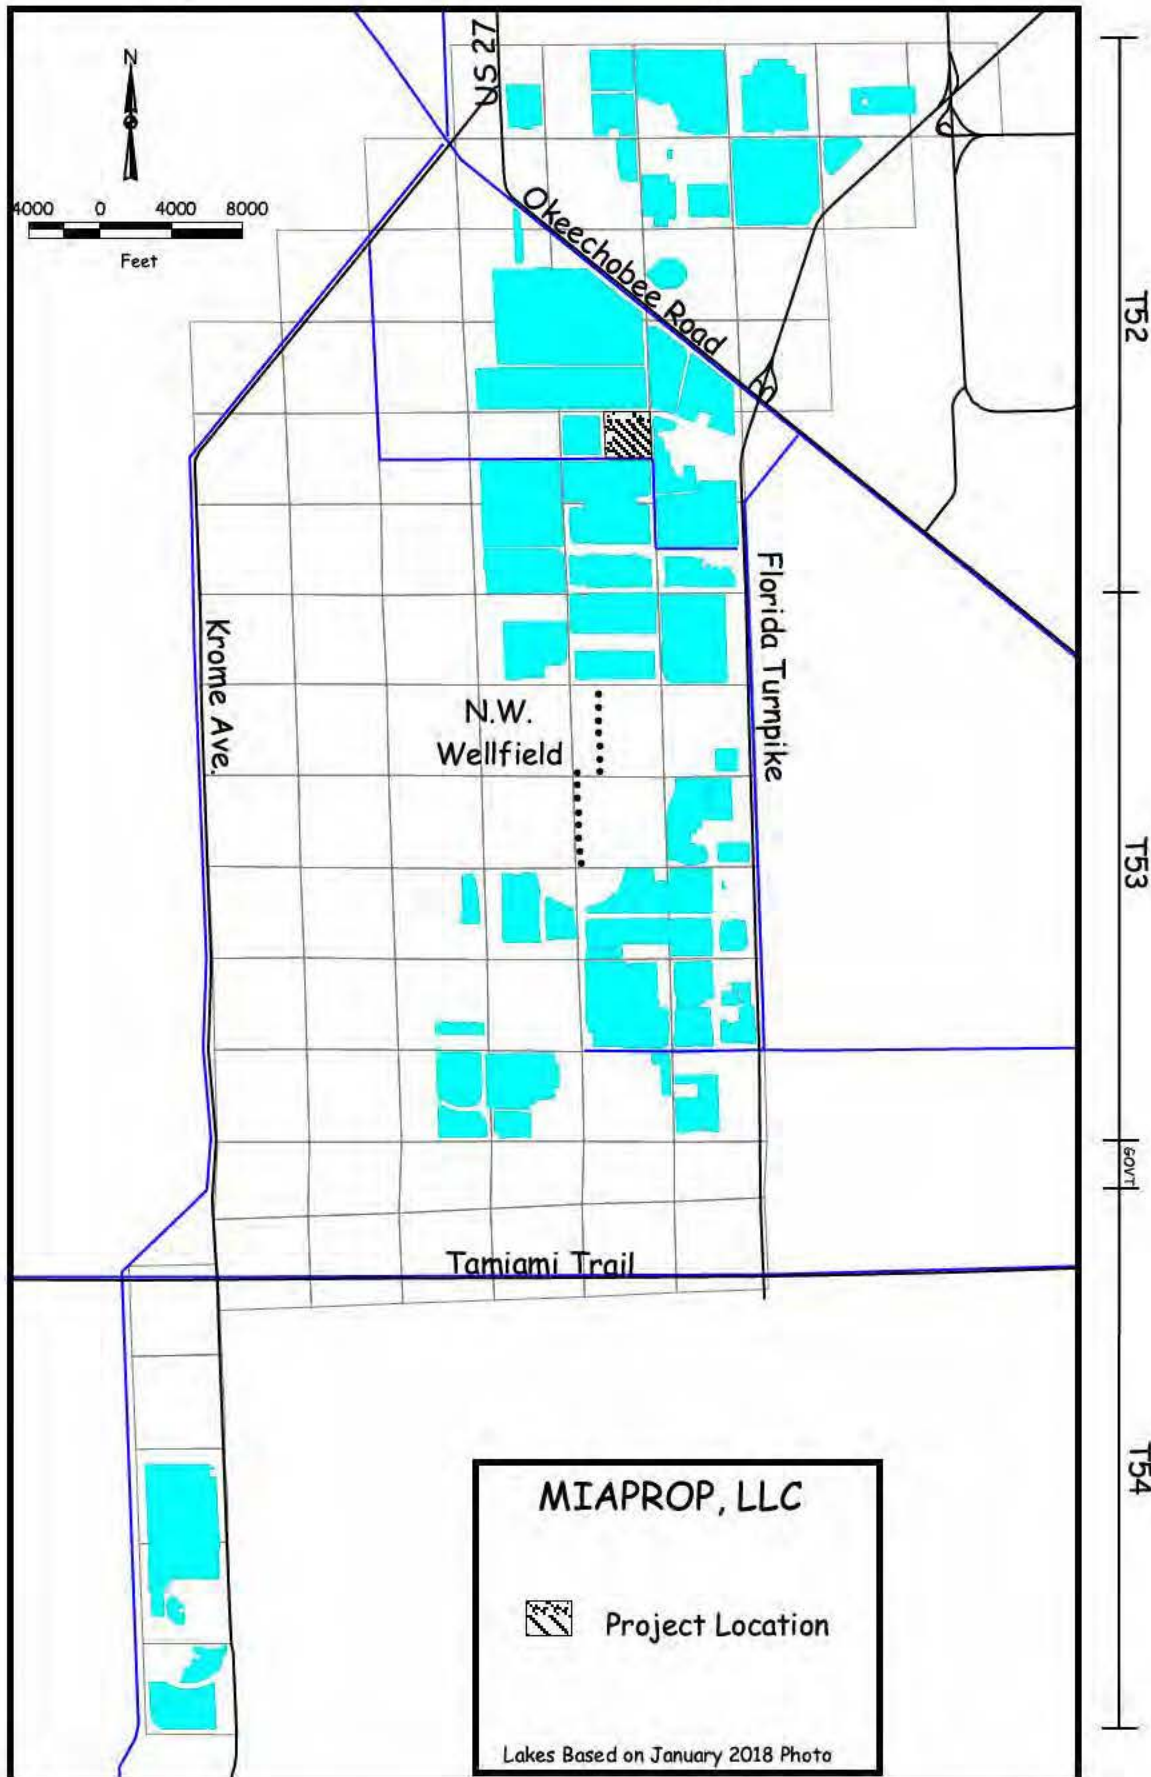 N
4000 0 4000 8000
Feet
US 27
Okeechobee Road
T52
Florida Turnpike
Krome Ave.
N.W.
Wellfield
T53
GOVT
Tamiami Trail
T54
MIAPROP, LLC
Project Location
Lakes Based on January 2018 Photo